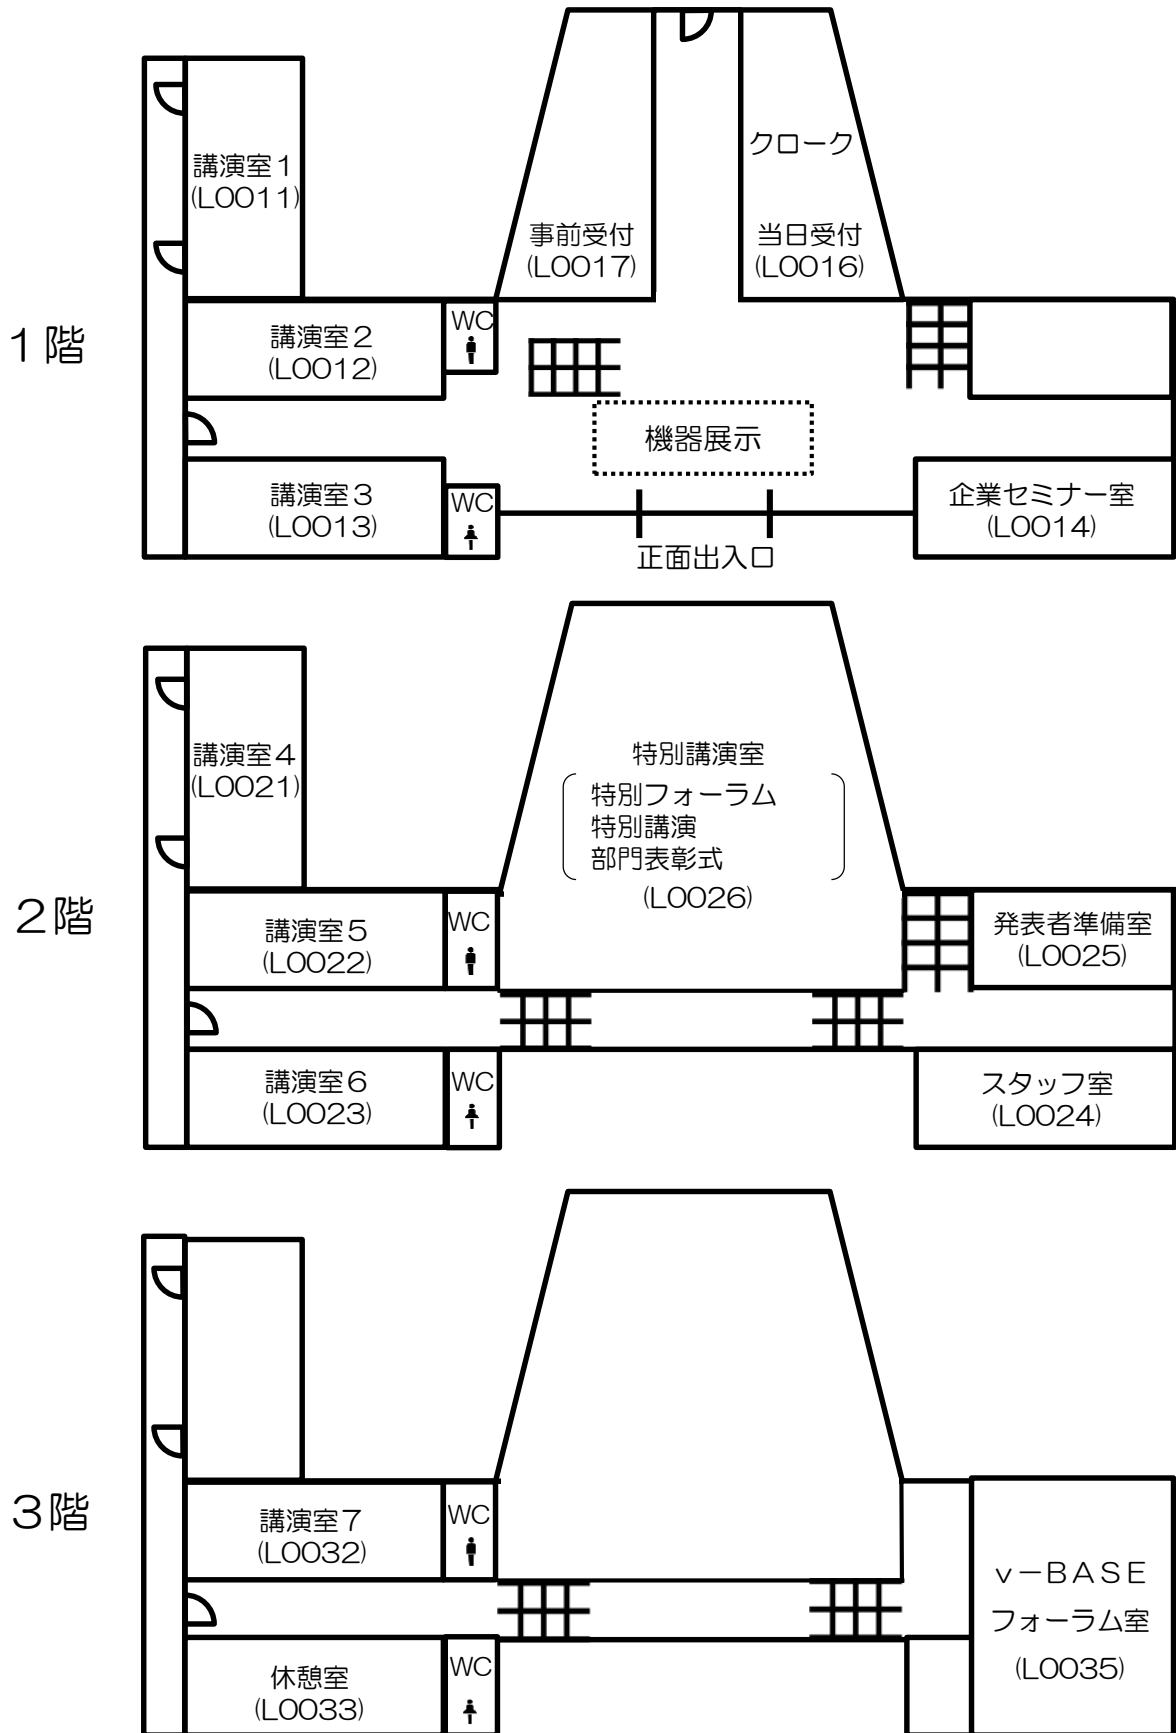 1階
講演室1
(L0011)
事前受付
(L0017)
クローク
当日受付
(L0016)
講演室2
(L0012)
WC
機器展示
講演室3
(L0013)
WC
正面出入口
企業セミナー室
(L0014)
2階
講演室4
(L0021)
特別講演室
特別フォーラム
特別講演
部門表彰式
(L0026)
講演室5
(L0022)
WC
発表者準備室
(L0025)
講演室6
(L0023)
WC
スタッフ室
(L0024)
3階
講演室7
(L0032)
WC
v－BASE
フォーラム室
(L0035)
休憩室
(L0033)
WC